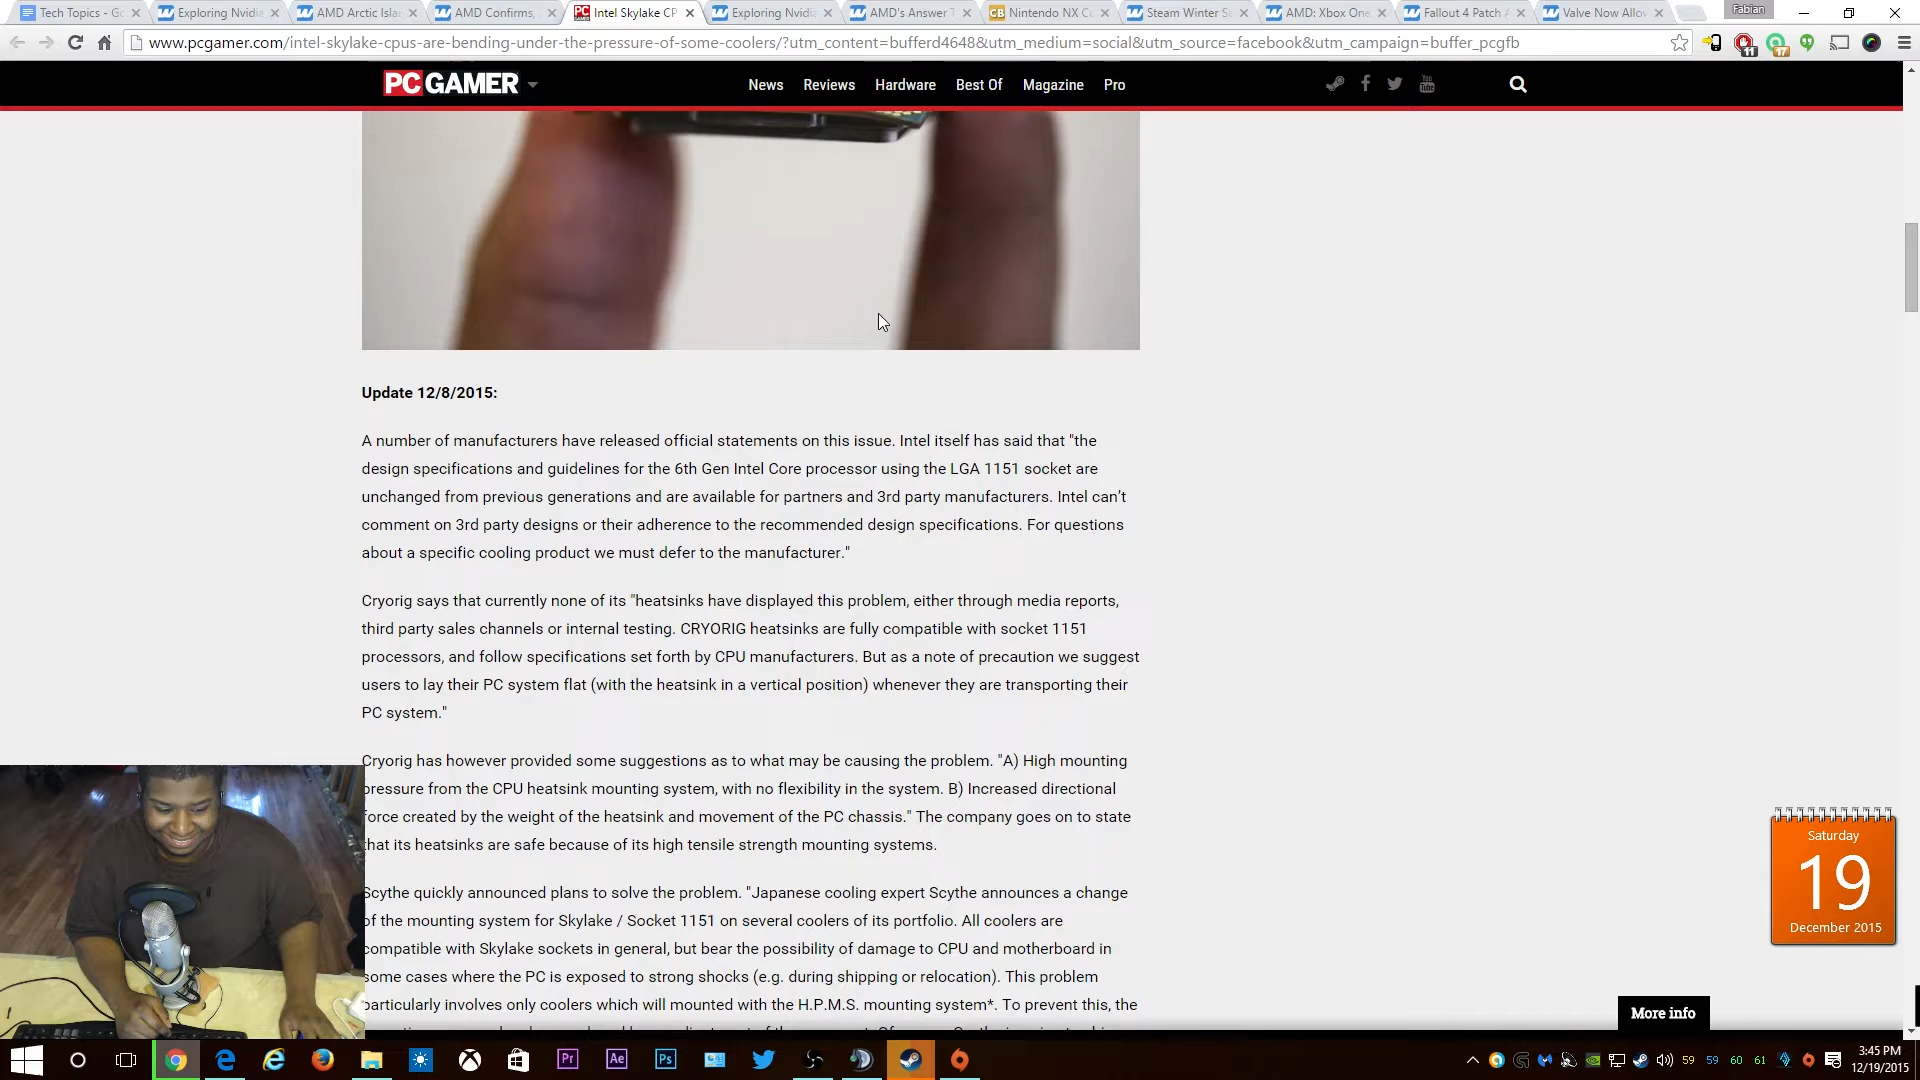 Tech Topics - Go
Exploring Nvidia
AMD Arctic Isla
AMD Confirms,
Intel Skylake CP
Exploring Nvidia
AMD's Answer T
Nintendo NX Co
Steam Winter Sa
AMD: Xbox One
Fallout 4 Patch
Valve Now Allow
Fabian
www.pcgamer.com/intel-skylake-cpus-are-bending-under-the-pressure-of-some-coolers/?utm_content=bufferd4648&utm_medium=social&utm_source=facebook&utm_campaign=buffer_pcgfb
11
17
PC GAMER
News
Reviews
Hardware
Best Of
Magazine
Pro
You
Update 12/8/2015:
A number of manufacturers have released official statements on this issue. Intel itself has said that "the
design specifications and guidelines for the 6th Gen Intel Core processor using the LGA 1151 socket are
unchanged from previous generations and are available for partners and 3rd party manufacturers. Intel can't
comment on 3rd party designs or their adherence to the recommended design specifications. For questions
about a specific cooling product we must defer to the manufacturer."
Cryorig says that currently none of its "heatsinks have displayed this problem, either through media reports,
third party sales channels or internal testing. CRYORIG heatsinks are fully compatible with socket 1151
processors, and follow specifications set forth by CPU manufacturers. But as a note of precaution we suggest
users to lay their PC system flat (with the heatsink in a vertical position) whenever they are transporting their
PC system."
Cryorig has however provided some suggestions as to what may be causing the problem. "A) High mounting
pressure from the CPU heatsink mounting system, with no flexibility in the system. B) Increased directional
force created by the weight of the heatsink and movement of the PC chassis." The company goes on to state
that its heatsinks are safe because of its high tensile strength mounting systems.
Scythe quickly announced plans to solve the problem. "Japanese cooling expert Scythe announces a change
of the mounting system for Skylake / Socket 1151 on several coolers of its portfolio. All coolers are
compatible with Skylake sockets in general, but bear the possibility of damage to CPU and motherboard in
some cases where the PC is exposed to strong shocks (e.g. during shipping or relocation). This problem
particularly involves only coolers which will mounted with the H.P.M.S. mounting system*. To prevent this, the
Saturday
19
December 2015
More info
Pr
Ae
Ps
59
59
60
61
3:45 PM
12/19/2015